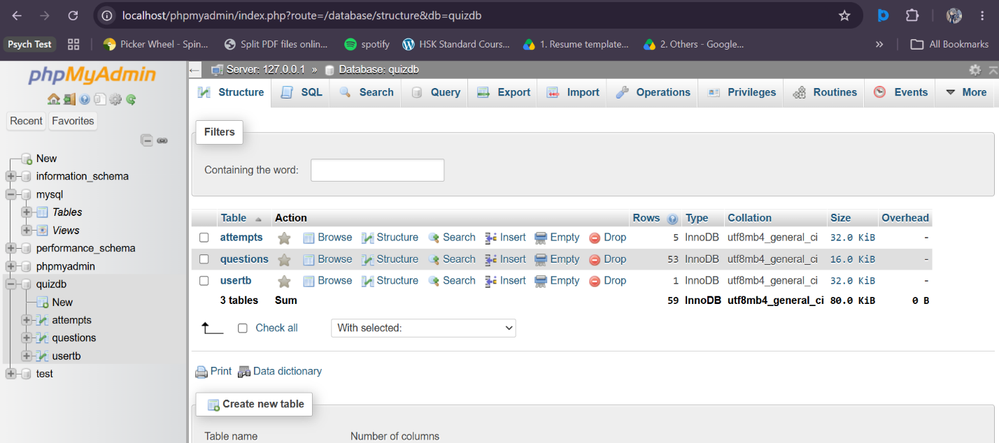 localhost/phpmyadmin/index.php?route=/database/structure&db=quizdb
Psych Test Picker Wheel - Spin... Split PDF files onlin... spotify HSK Standard Cours... 1. Resume template... 2. Others - Google... » All Bookmarks
phpMyAdmin
Recent Favorites
New
information_schema
mysql
Tables
Views
performance_schema
phpmyadmin
quizdb
New
attempts
questions
usertb
test
Server: 127.0.0.1 » Database: quizdb
Structure SQL Search Query Export Import Operations Privileges Routines Events More
Filters
Containing the word:
Table Action Rows Type Collation Size Overhead
attempts Browse Structure Search Insert Empty Drop 5 InnoDB utf8mb4_general_ci 32.0 KiB -
questions Browse Structure Search Insert Empty Drop 53 InnoDB utf8mb4_general_ci 16.0 KiB -
usertb Browse Structure Search Insert Empty Drop 1 InnoDB utf8mb4_general_ci 32.0 KiB -
3 tables Sum 59 InnoDB utf8mb4_general_ci 80.0 KiB 0 B
Check all With selected:
Print Data dictionary
Create new table
Table name Number of columns